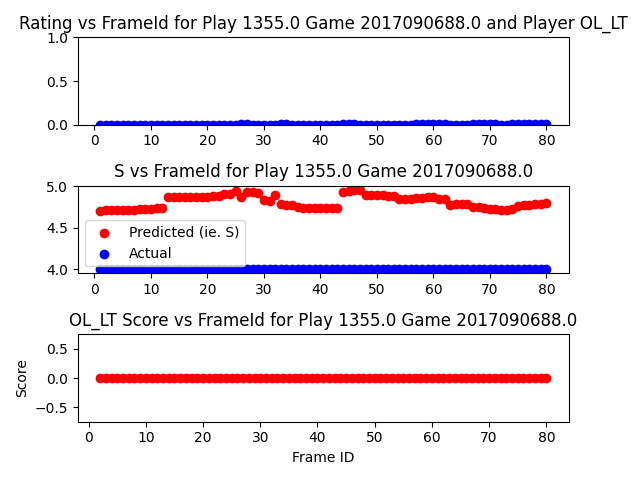 Rating vs FrameId for Play 1355.0 Game 2017090688.0 and Player OL_LT
1.0
0.5
0.0
0 10 20 30 40 50 60 70 80
S vs FrameId for Play 1355.0 Game 2017090688.0
5.0
4.5
4.0
Predicted (ie. S)
Actual
0 10 20 30 40 50 60 70 80
OL_LT Score vs FrameId for Play 1355.0 Game 2017090688.0
Score
0.5
0.0
−0.5
0 10 20 30 40 50 60 70 80
Frame ID